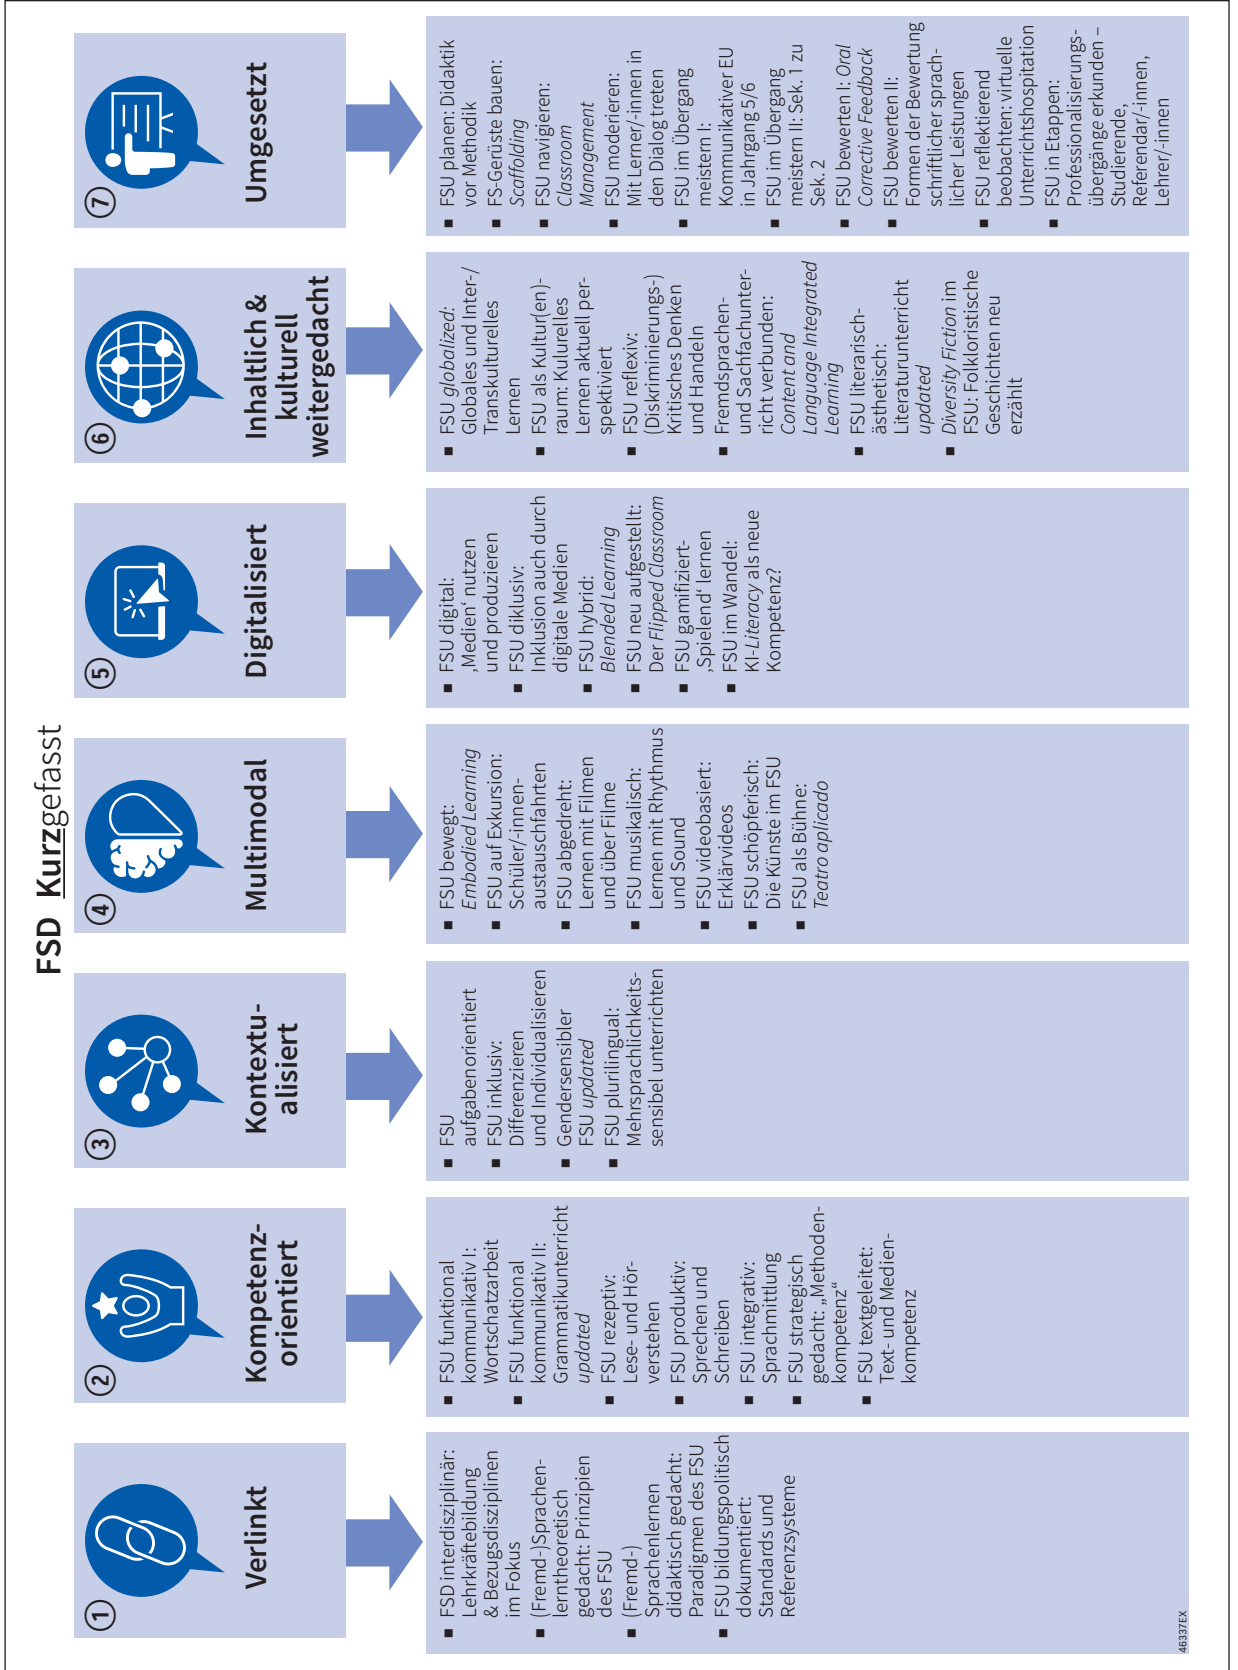 FSD Kurzgefasst
1
Verlinkt
FSD interdisziplinär:
Lehrkräftebildung
& Bezugsdisziplinen
im Fokus
(Fremd-)Sprachen-
lerntheoretisch
gedacht: Prinzipien
des FSU
(Fremd-)
Sprachenlernen
didaktisch gedacht:
Paradigmen des FSU
FSU bildungspolitisch
dokumentiert:
Standards und
Referenzsysteme
2
Kompetenz-
orientiert
FSU funktional
kommunikativ I:
Wortschatzarbeit
FSU funktional
kommunikativ II:
Grammatikunterricht
updated
FSU rezeptiv:
Lese- und Hör-
verstehen
FSU produktiv:
Sprechen und
Schreiben
FSU integrativ:
Sprachmittlung
FSU strategisch
gedacht: „Methoden-
kompetenz“
FSU textgeleitet:
Text- und Medien-
kompetenz
3
Kontextu-
alisiert
FSU
aufgabenorientiert
FSU inklusiv:
Differenzieren
und Individualisieren
Gendersensibler
FSU updated
FSU plurilingual:
Mehrsprachlichkeits-
sensibel unterrichten
4
Multimodal
FSU bewegt:
Embodied Learning
FSU auf Exkursion:
Schüler/-innen-
austauschfahrten
FSU abgedreht:
Lernen mit Filmen
und über Filme
FSU musikalisch:
Lernen mit Rhythmus
und Sound
FSU videobasiert:
Erklärvideos
FSU schöpferisch:
Die Künste im FSU
FSU als Bühne:
Teatro aplicado
5
Digitalisiert
FSU digital:
‚Medien‘ nutzen
und produzieren
FSU diklusiv:
Inklusion auch durch
digitale Medien
FSU hybrid:
Blended Learning
FSU neu aufgestellt:
Der Flipped Classroom
FSU gamifiziert-
‚Spielend‘ lernen
FSU im Wandel:
KI-Literacy als neue
Kompetenz?
6
Inhaltlich &
kulturell
weitergedacht
FSU globalized:
Globales und Inter-/
Transkulturelles
Lernen
FSU als Kultur(en)-
raum: Kulurelles
Lernen aktuell per-
spektiviert
FSU reflexiv:
(Diskriminierungs-)
Kritisches Denken
und Handeln
Fremdsprachen-
und Sachfachunter-
richt verbunden:
Content and
Language Integrated
Learning
FSU literarisch-
ästhetisch:
Literaturunterricht
updated
Diversity Fiction im
FSU: Folkloristische
Geschichten neu
erzählt
7
Umgesetzt
FSU planen: Didaktik
vor Methodik
FS-Gerüste bauen:
Scaffolding
FSU navigieren:
Classroom
Management
FSU moderieren:
Mit Lerner/-innen in
den Dialog treten
FSU im Übergang
meistern I:
Kommunikativer EU
in Jahrgang 5/6
FSU im Übergang
meistern II: Sek. 1 zu
Sek. 2
FSU bewerten I: Oral
Corrective Feedback
FSU bewerten II:
Formen der Bewertung
schriftlicher sprach-
licher Leistungen
FSU reflektierend
beobachten: virtuelle
Unterrichtshospitation
FSU in Etappen:
Professionalisierungs-
übergänge erkunden –
Studierende,
Referendar/-innen,
Lehrer/-innen
46337EX